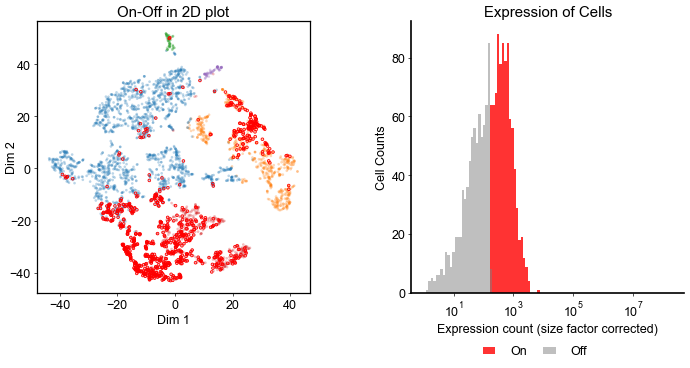 On-Off in 2D plot
Dim 2
40
20
0
−20
−40
−40 −20 0 20 40
Dim 1
Expression of Cells
Cell Counts
80
60
40
20
0
10^1 10^3 10^5 10^7
Expression count (size factor corrected)
On Off